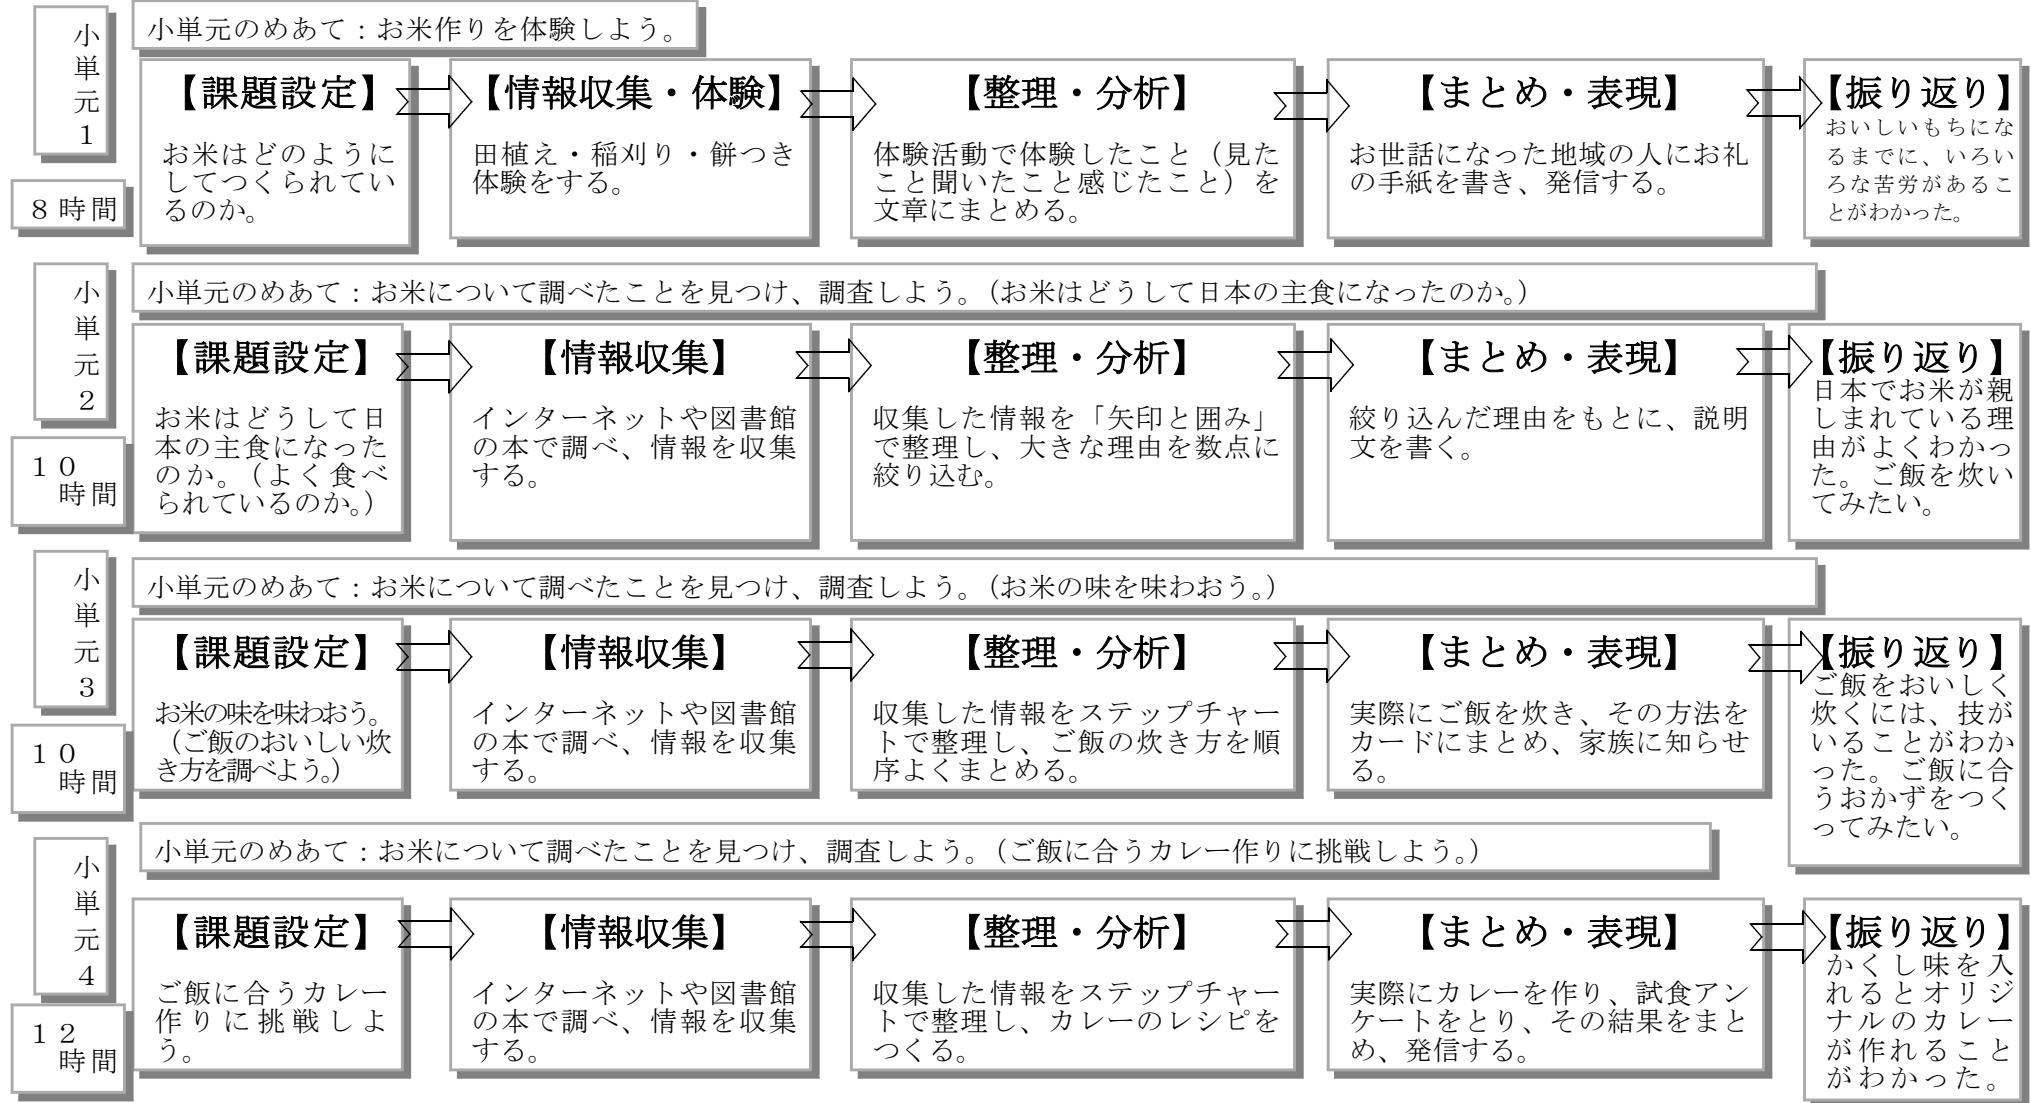 小単元1
8時間
小単元のめあて：お米作りを体験しよう。
【課題設定】
お米はどのように
してつくられてい
るのか。
【情報収集・体験】
田植え・稲刈り・餅つき
体験をする。
【整理・分析】
体験活動で体験したこと（見た
こと聞いたこと感じたこと）を
文章にまとめる。
【まとめ・表現】
お世話になった地域の人にお礼
の手紙を書き、発信する。
【振り返り】
おいしいもちにな
るまでに、いろい
ろな苦労があるこ
とがわかった。
小単元2
10
時間
小単元のめあて：お米について調べたことを見つけ、調査しよう。（お米はどうして日本の主食になったのか。）
【課題設定】
お米はどうして日
本の主食になった
のか。（よく食べ
られているのか。）
【情報収集】
インターネットや図書館
の本で調べ、情報を収集
する。
【整理・分析】
収集した情報を「矢印と囲み」
で整理し、大きな理由を数点に
絞り込む。
【まとめ・表現】
絞り込んだ理由をもとに、説明
文を書く。
【振り返り】
日本でお米が親
しまれている理
由がよくわかっ
た。ご飯を炊い
てみたい。
小単元3
10
時間
小単元のめあて：お米について調べたことを見つけ、調査しよう。（お米の味を味わおう。）
【課題設定】
お米の味を味わおう。
（ご飯のおいしい炊
き方を調べよう。）
【情報収集】
インターネットや図書館
の本で調べ、情報を収集
する。
【整理・分析】
収集した情報をステップチャー
トで整理し、ご飯の炊き方を順
序よくまとめる。
【まとめ・表現】
実際にご飯を炊き、その方法を
カードにまとめ、家族に知らせ
る。
【振り返り】
ご飯をおいしく
炊くには、技が
いることがわか
った。ご飯に合
うおかずをつく
ってみたい。
小単元4
12
時間
小単元のめあて：お米について調べたことを見つけ、調査しよう。（ご飯に合うカレー作りに挑戦しよう。）
【課題設定】
ご飯に合うカレー
作りに挑戦しよ
う。
【情報収集】
インターネットや図書館
の本で調べ、情報を収集
する。
【整理・分析】
収集した情報をステップチャー
トで整理し、カレーのレシピを
つくる。
【まとめ・表現】
実際にカレーを作り、試食アン
ケートをとり、その結果をまと
め、発信する。
【振り返り】
かくし味を入
れるとオリジ
ナルのカレー
が作れること
がわかった。